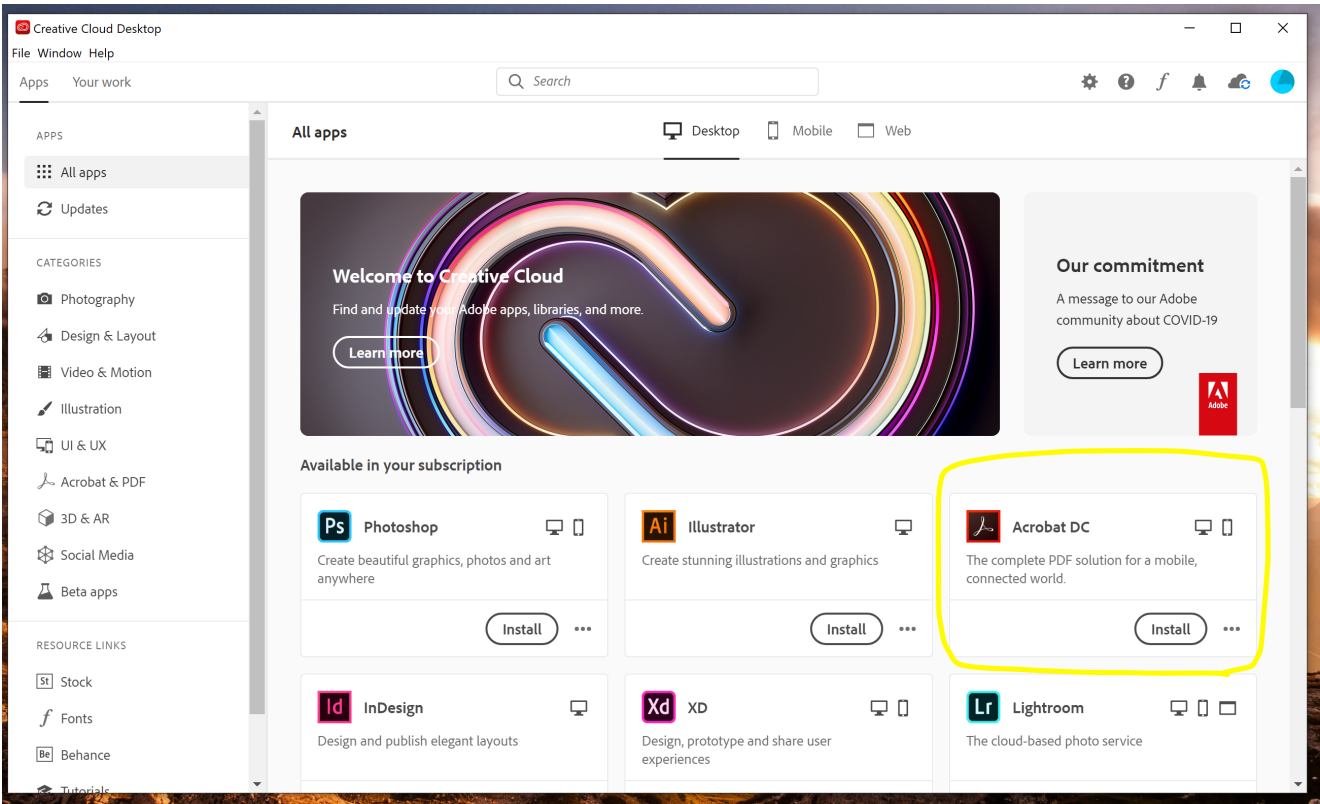 Creative Cloud Desktop
File Window Help
Apps Your work
Search
APPS
All apps
Updates
CATEGORIES
Photography
Design & Layout
Video & Motion
Illustration
UI & UX
Acrobat & PDF
3D & AR
Social Media
Beta apps
RESOURCE LINKS
St Stock
Fonts
Be Behance
Tutorials
All apps
Desktop Mobile Web
Welcome to Creative Cloud
Find and update your Adobe apps, libraries, and more.
Learn more
Our commitment
A message to our Adobe
community about COVID-19
Learn more
Adobe
Available in your subscription
Ps Photoshop
Create beautiful graphics, photos and art
anywhere
Install
Ai Illustrator
Create stunning illustrations and graphics
Install
Acrobat DC
The complete PDF solution for a mobile,
connected world.
Install
Id InDesign
Design and publish elegant layouts
Xd XD
Design, prototype and share user
experiences
Lr Lightroom
The cloud-based photo service